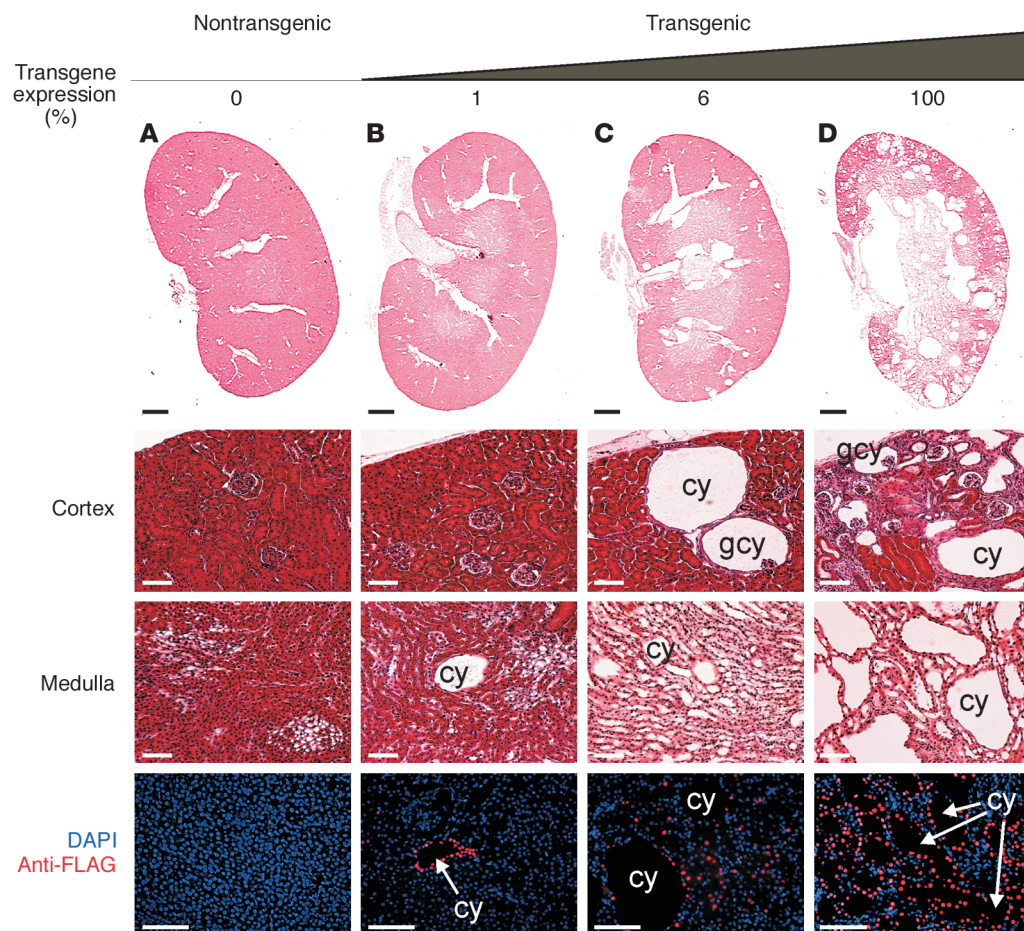 Nontransgenic
Transgenic
Transgene
expression
(%)
0
1
6
100
A
B
C
D
Cortex
cy
gcy
gcy
cy
Medulla
cy
cy
cy
DAPI
Anti-FLAG
cy
cy
cy
cy